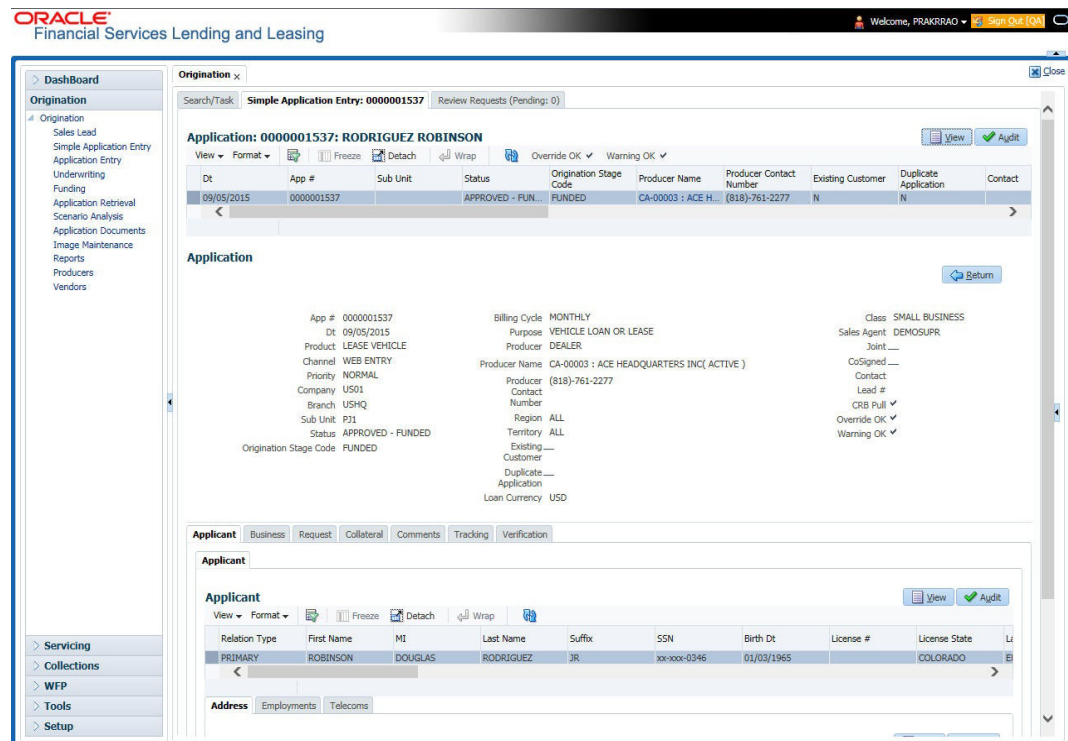 ORACLE
Financial Services Lending and Leasing
Welcome, PRAKRRAO
Sign Out [QA]
Close
DashBoard
Origination
Origination
Sales Lead
Simple Application Entry
Application Entry
Underwriting
Funding
Application Retrieval
Scenario Analysis
Application Documents
Image Maintenance
Reports
Producers
Vendors
Servicing
Collections
WFP
Tools
Setup
Origination x
Search/Task Simple Application Entry: 0000001537 Review Requests (Pending: 0)
Application: 0000001537: RODRIGUEZ ROBINSON
View Audit
View Format Freeze Detach Wrap Override OK Warning OK
Dt App # Sub Unit Status Origination Stage Code Producer Name Producer Contact Number Existing Customer Duplicate Application Contact
09/05/2015 0000001537 APPROVED - FUN... FUNDED CA-00003 : ACE H... (818)-761-2277 N N
Application
Return
App # 0000001537
Dt 09/05/2015
Product LEASE VEHICLE
Channel WEB ENTRY
Priority NORMAL
Company US01
Branch USHQ
Sub Unit PJ1
Status APPROVED - FUNDED
Origination Stage Code FUNDED
Billing Cycle MONTHLY
Purpose VEHICLE LOAN OR LEASE
Producer DEALER
Producer Name CA-00003 : ACE HEADQUARTERS INC( ACTIVE )
Producer Contact Number (818)-761-2277
Region ALL
Territory ALL
Existing Customer
Duplicate Application
Loan Currency USD
Class SMALL BUSINESS
Sales Agent DEMOSUPR
Joint
CoSigned
Contact
Lead #
CRB Pull
Override OK
Warning OK
Applicant Business Request Collateral Comments Tracking Verification
Applicant
Applicant
View Audit
View Format Freeze Detach Wrap
Relation Type First Name MI Last Name Suffix SSN Birth Dt License # License State
PRIMARY ROBINSON DOUGLAS RODRIGUEZ JR xx-xxx-0346 01/03/1965 COLORADO
Address Employments Telecoms